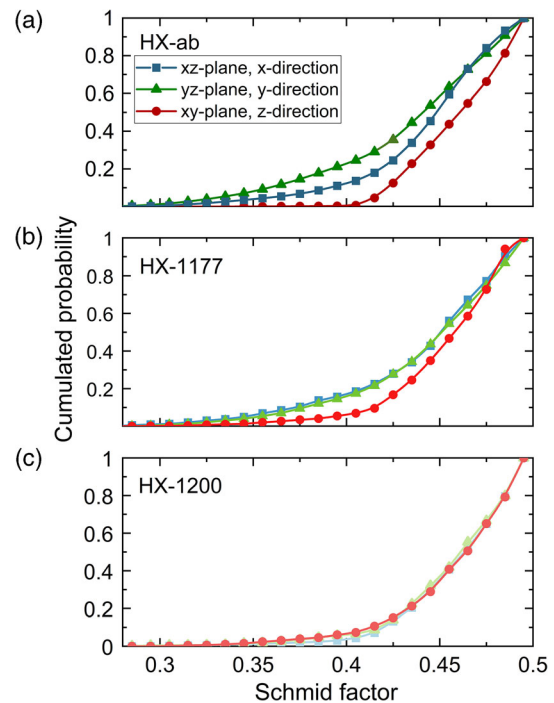 (a)
HX-ab
xz-plane, x-direction
yz-plane, y-direction
xy-plane, z-direction
1
0.8
0.6
0.4
0.2
(b)
HX-1177
1
0.8
0.6
0.4
0.2
Cumulated probability
(c)
HX-1200
1
0.8
0.6
0.4
0.2
0
0.3
0.35
0.4
0.45
0.5
Schmid factor